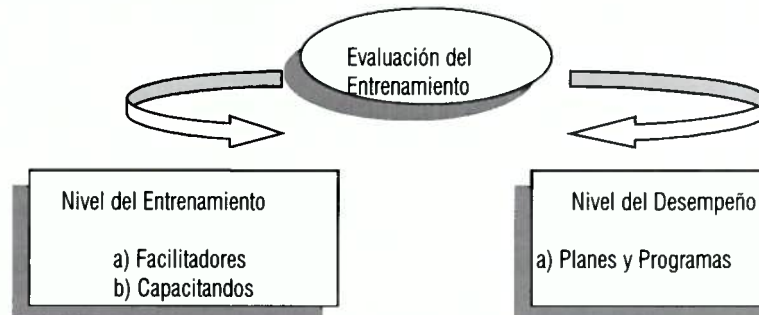 Evaluación del
Entrenamiento
Nivel del Entrenamiento
a) Facilitadores
b) Capacitandos
Nivel del Desempeño
a) Planes y Programas